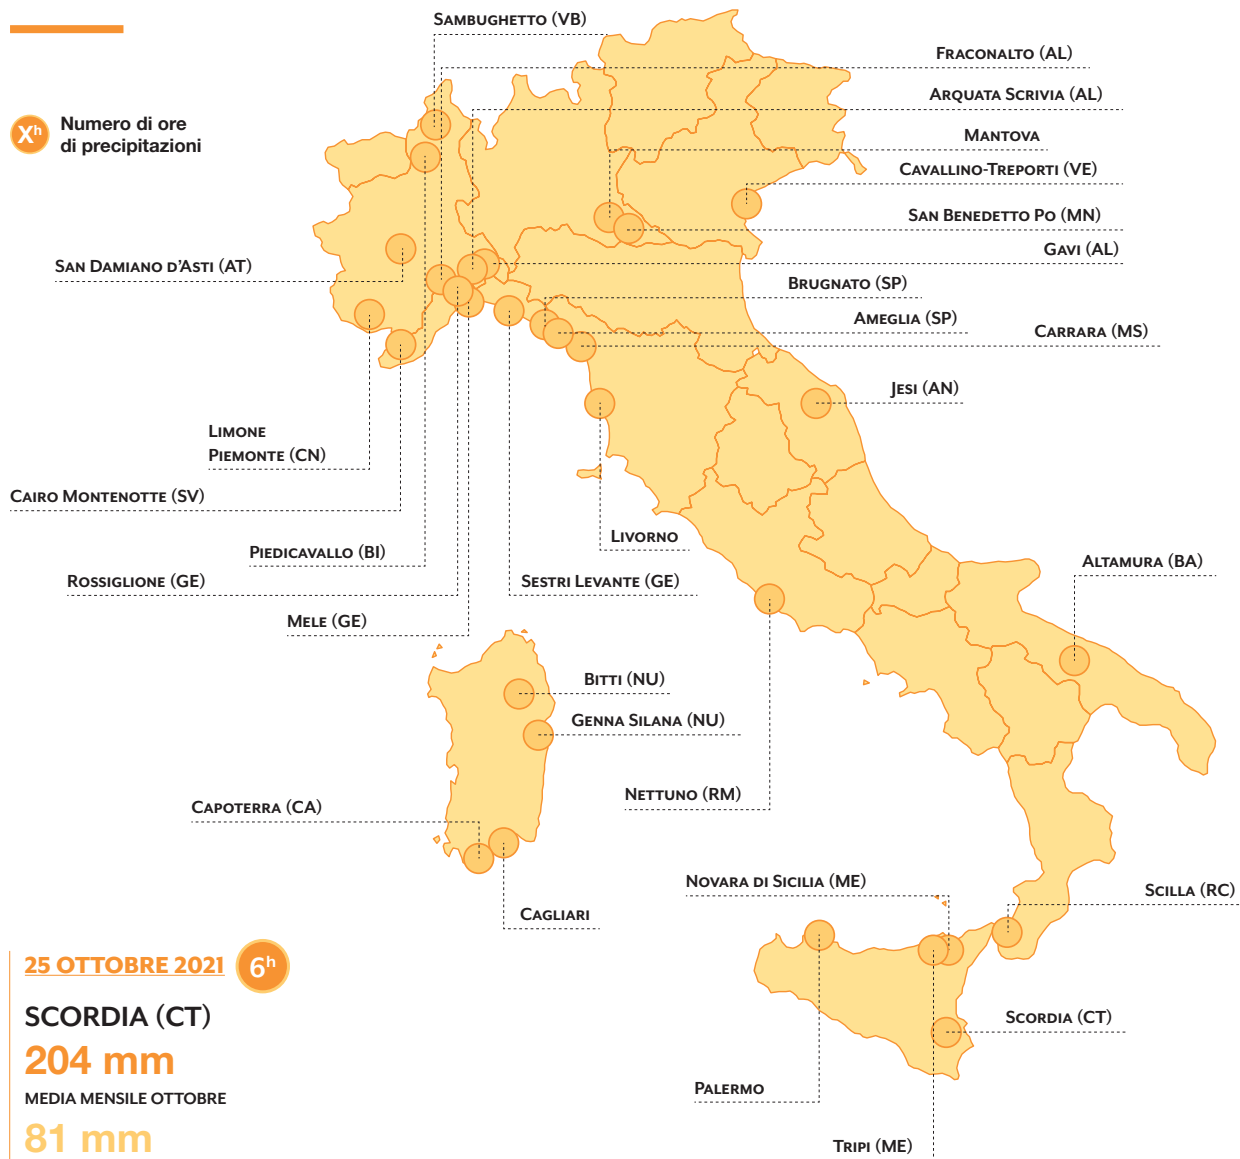 SAMBUGHETTO (VB)
FRACONALTO (AL)
ARQUATA SCRIVIA (AL)
Xʰ
Numero di ore
di precipitazioni
MANTOVA
CAVALLINO-TREPORTI (VE)
SAN BENEDETTO PO (MN)
GAVI (AL)
SAN DAMIANO D'ASTI (AT)
BRUGNATO (SP)
AMEGLIA (SP)
CARRARA (MS)
JESI (AN)
LIMONE
PIEMONTE (CN)
CAIRO MONTENOTTE (SV)
LIVORNO
PIEDICAVALLO (BI)
ALTAMURA (BA)
ROSSIGLIONE (GE)
SESTRI LEVANTE (GE)
MELE (GE)
BITTI (NU)
GENNA SILANA (NU)
NETTUNO (RM)
CAPOTERRA (CA)
NOVARA DI SICILIA (ME)
SCILLA (RC)
CAGLIARI
25 OTTOBRE 2021
6ʰ
SCORDIA (CT)
204 mm
MEDIA MENSILE OTTOBRE
81 mm
SCORDIA (CT)
PALERMO
TRIPI (ME)